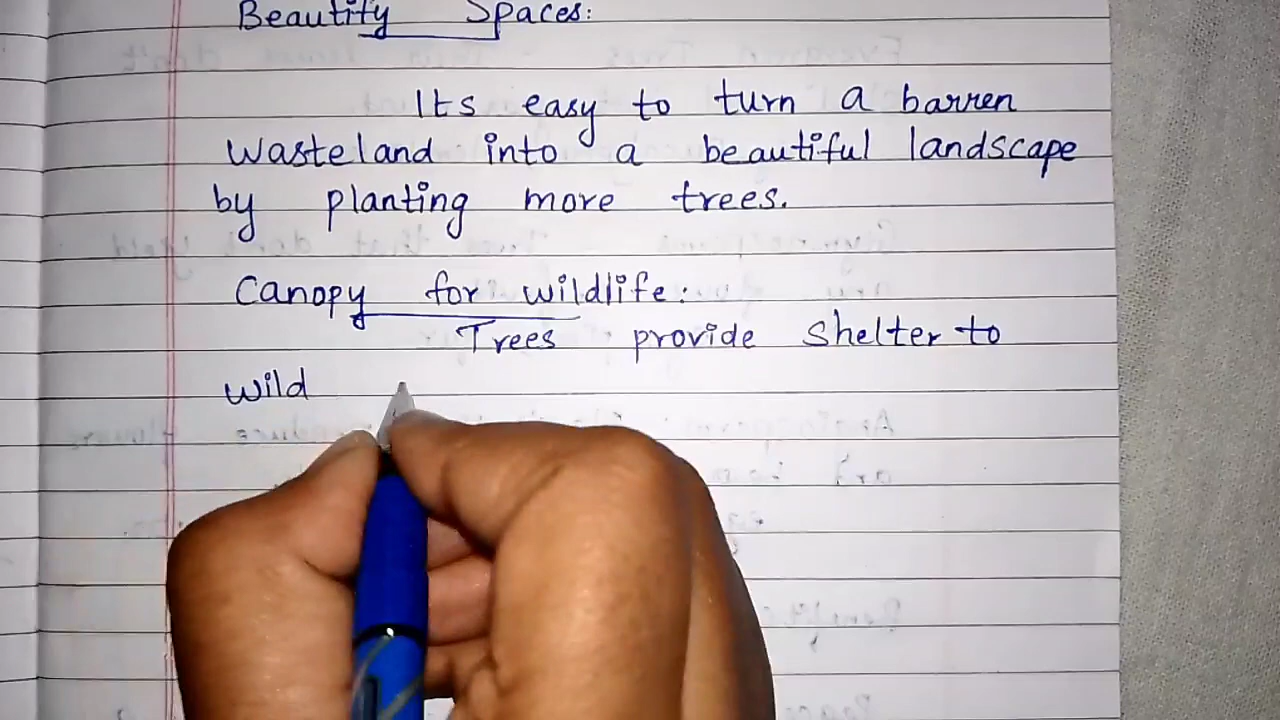 Beautify Spaces:
Its easy to turn a barren
wasteland into a beautiful landscape
by planting more trees.
Canopy for wildlife:
Trees provide shelter to
wild